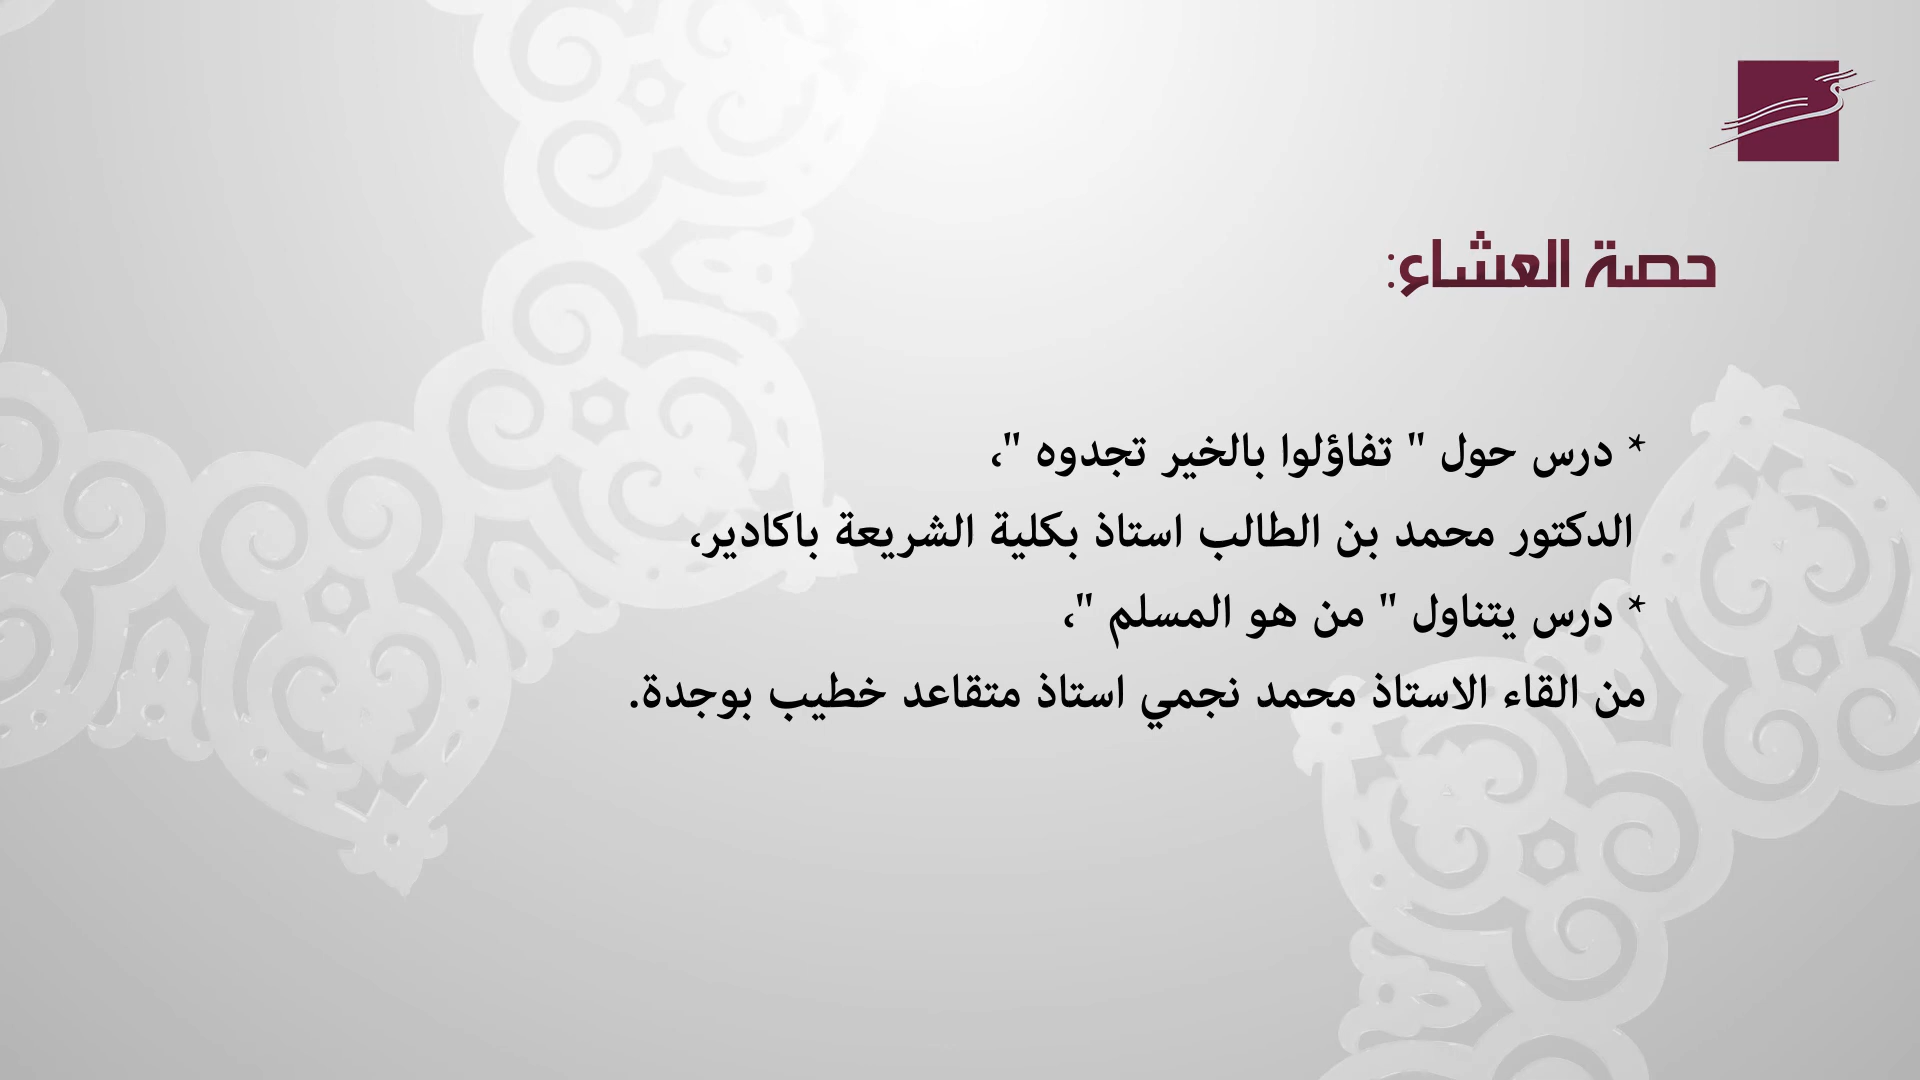 حصة العشاء:
* درس حول " تفاؤلوا بالخير تجدوه "،
الدكتور محمد بن الطالب استاذ بكلية الشريعة باكادير،
* درس يتناول " من هو المسلم "،
من القاء الاستاذ محمد نجمي استاذ متقاعد خطيب بوجدة.